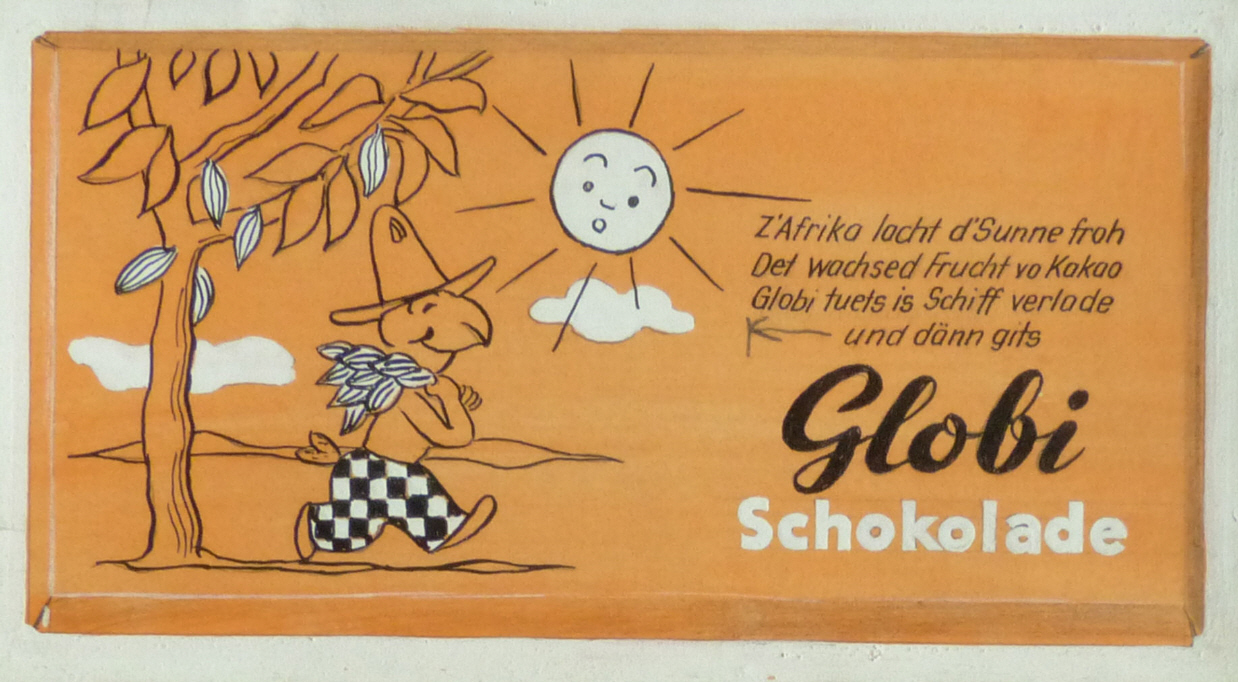 Z'Afrika lacht d'Sunne froh
Det wachsed Frucht vo Kakao
Globi tuets is Schiff verlade
und dänn gits
Globi
Schokolade